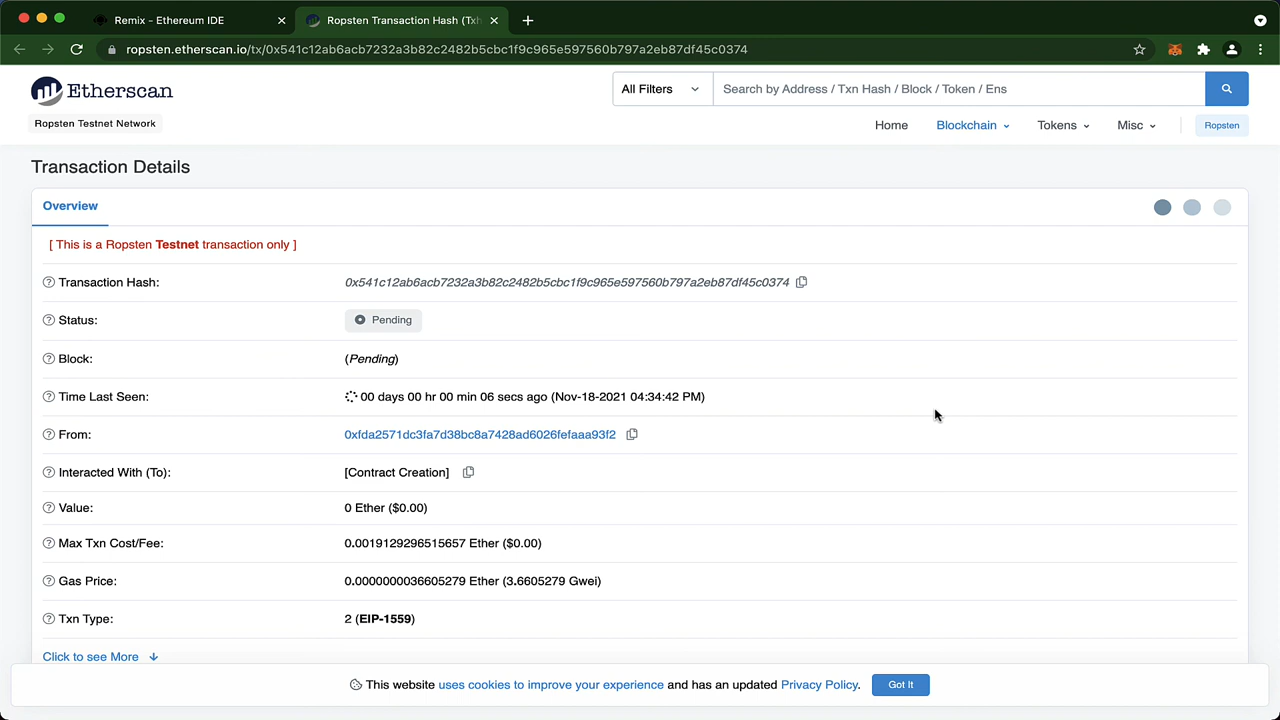 Remix - Ethereum IDE
Ropsten Transaction Hash (Txh
ropsten.etherscan.io/tx/0x541c12ab6acb7232a3b82c2482b5cbc1f9c965e597560b797a2eb87df45c0374
Etherscan
All Filters
Search by Address / Txn Hash / Block / Token / Ens
Ropsten Testnet Network
Home
Blockchain
Tokens
Misc
Ropsten
Transaction Details
Overview
[ This is a Ropsten Testnet transaction only ]
Transaction Hash: 0x541c12ab6acb7232a3b82c2482b5cbc1f9c965e597560b797a2eb87df45c0374
Status: Pending
Block: (Pending)
Time Last Seen: 00 days 00 hr 00 min 06 secs ago (Nov-18-2021 04:34:42 PM)
From: 0xfda2571dc3fa7d38bc8a7428ad6026fefaaa93f2
Interacted With (To): [Contract Creation]
Value: 0 Ether ($0.00)
Max Txn Cost/Fee: 0.0019129296515657 Ether ($0.00)
Gas Price: 0.0000000036605279 Ether (3.6605279 Gwei)
Txn Type: 2 (EIP-1559)
Click to see More
This website uses cookies to improve your experience and has an updated Privacy Policy.
Got It